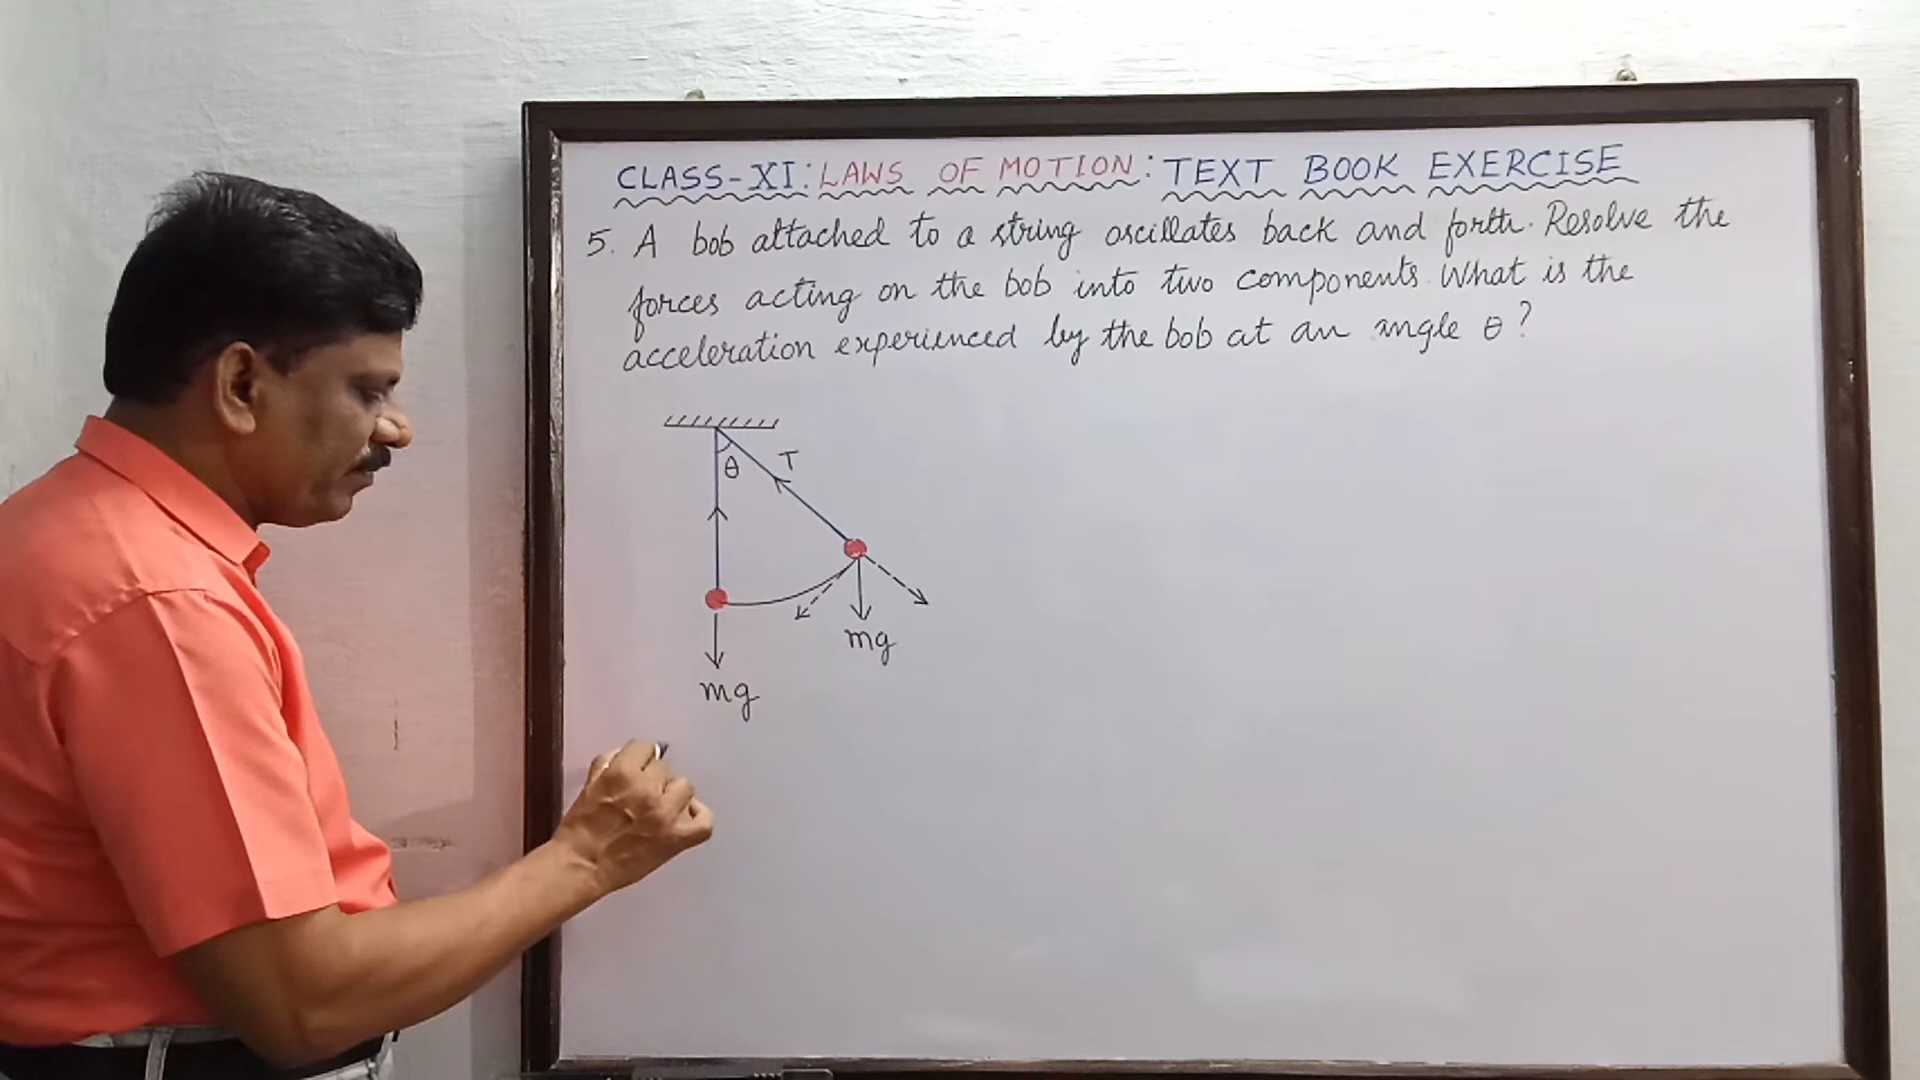 CLASS-XI: LAWS OF MOTION: TEXT BOOK EXERCISE
5. A bob attached to a string oscillates back and forth. Resolve the
forces acting on the bob into two components. What is the
acceleration experienced by the bob at an angle θ?
θ
T
mg
mg